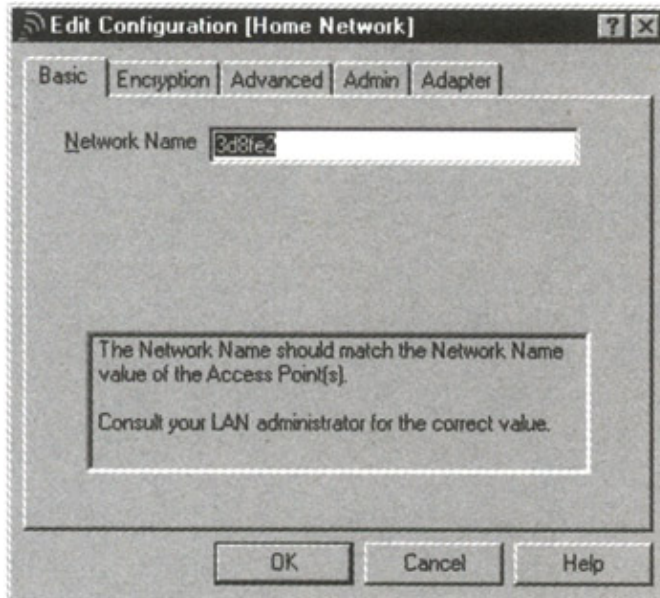 Edit Configuration [Home Network]
Basic Encryption Advanced Admin Adapter
Network Name 3d8fe2
The Network Name should match the Network Name
value of the Access Point(s).
Consult your LAN administrator for the correct value.
OK Cancel Help